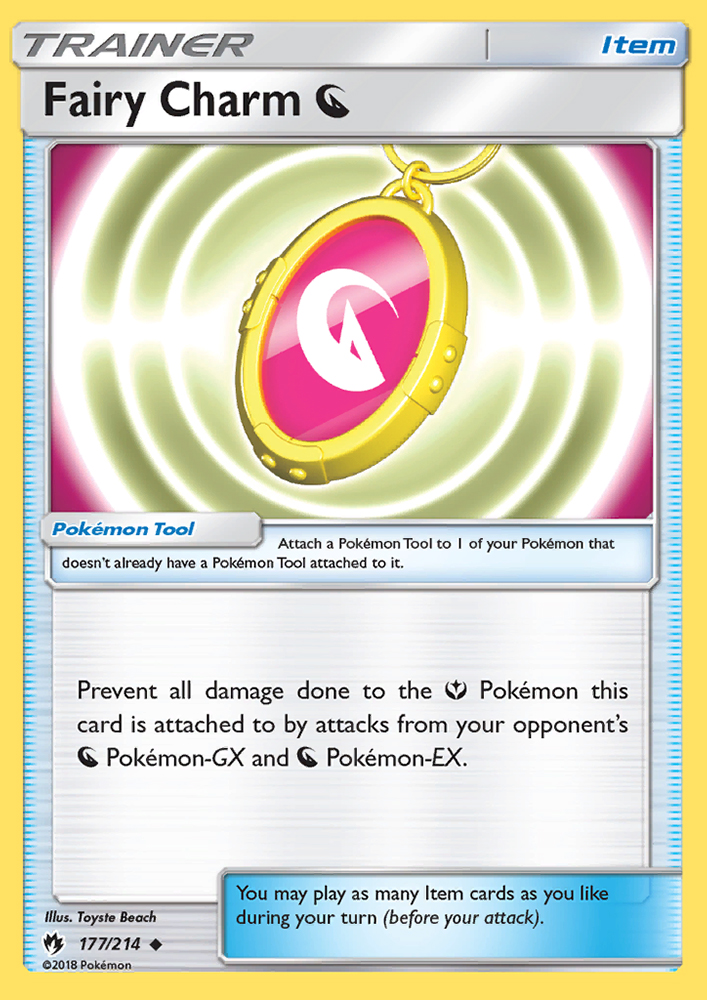 TRAINER
Item
Fairy Charm
Pokémon Tool
Attach a Pokémon Tool to 1 of your Pokémon that
doesn't already have a Pokémon Tool attached to it.
Prevent all damage done to the Pokémon this
card is attached to by attacks from your opponent's
Pokémon-GX and Pokémon-EX.
You may play as many Item cards as you like
during your turn (before your attack).
Illus. Toyste Beach
177/214
©2018 Pokémon